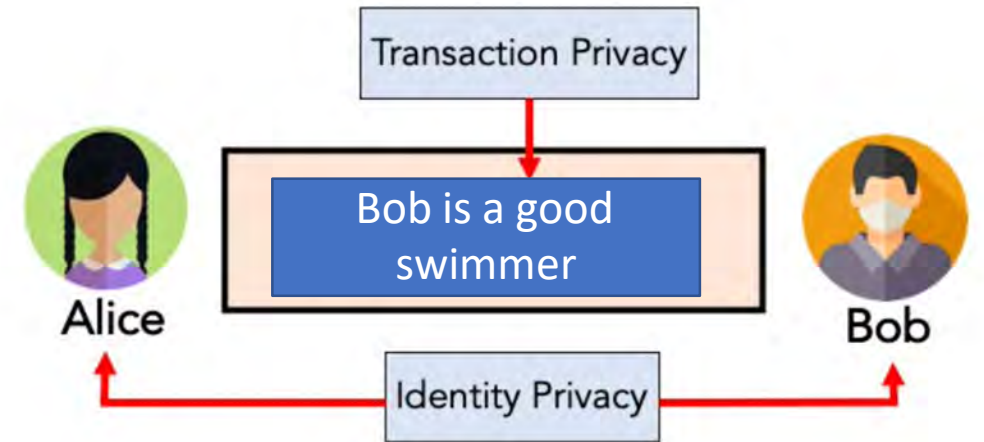 Transaction Privacy
Bob is a good
swimmer
Alice
Bob
Identity Privacy